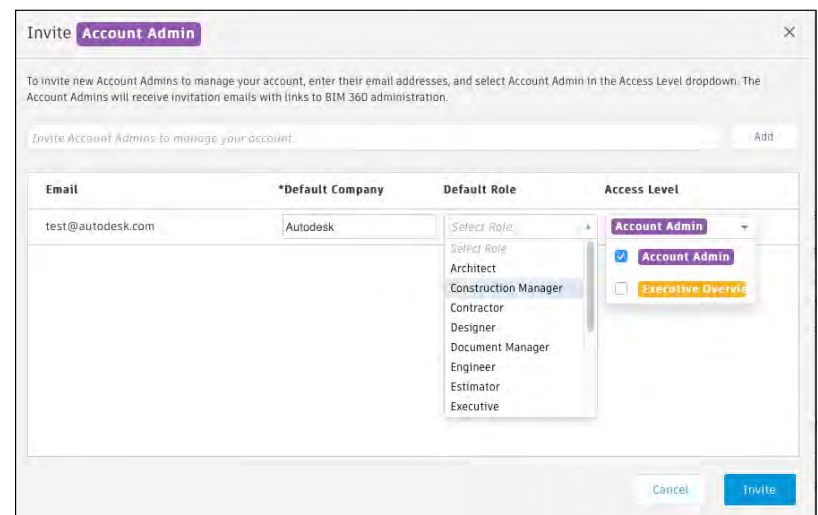 Invite Account Admin
To invite new Account Admins to manage your account, enter their email addresses, and select Account Admin in the Access Level dropdown. The
Account Admins will receive invitation emails with links to BIM 360 administration.
Invite Account Admins to manage your account
Add
Email *Default Company Default Role Access Level
test@autodesk.com Autodesk Select Role Account Admin
Select Role
Account Admin
Architect
Construction Manager
Executive Overvie
Contractor
Designer
Document Manager
Engineer
Estimator
Executive
Cancel Invite